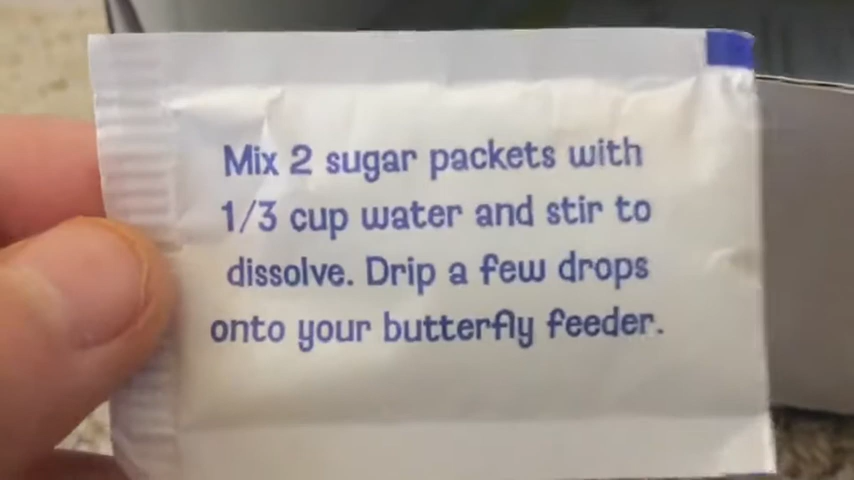 Mix 2 sugar packets with
1/3 cup water and stir to
dissolve. Drip a few drops
onto your butterfly feeder.